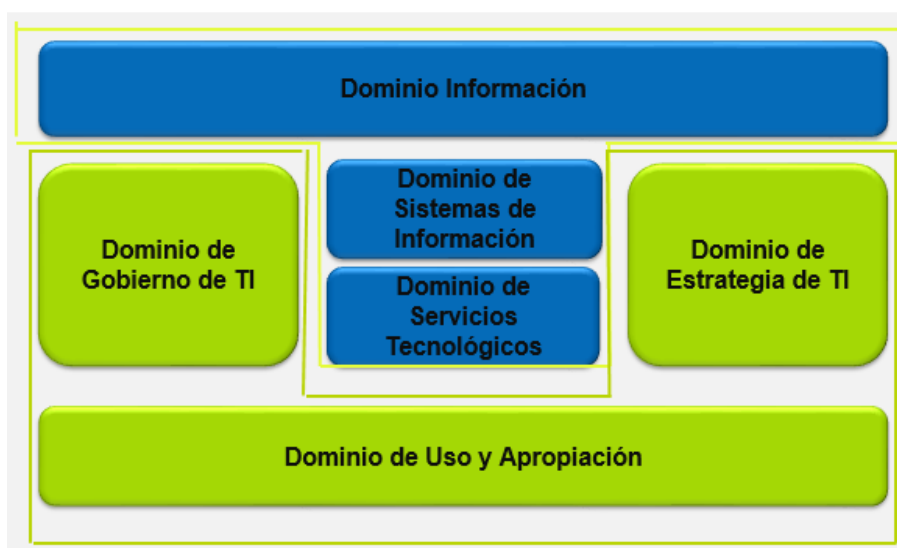 Dominio Información
Dominio de
Sistemas de
Información
Dominio de
Gobierno de TI
Dominio de
Estrategia de TI
Dominio de
Servicios
Tecnológicos
Dominio de Uso y Apropiación